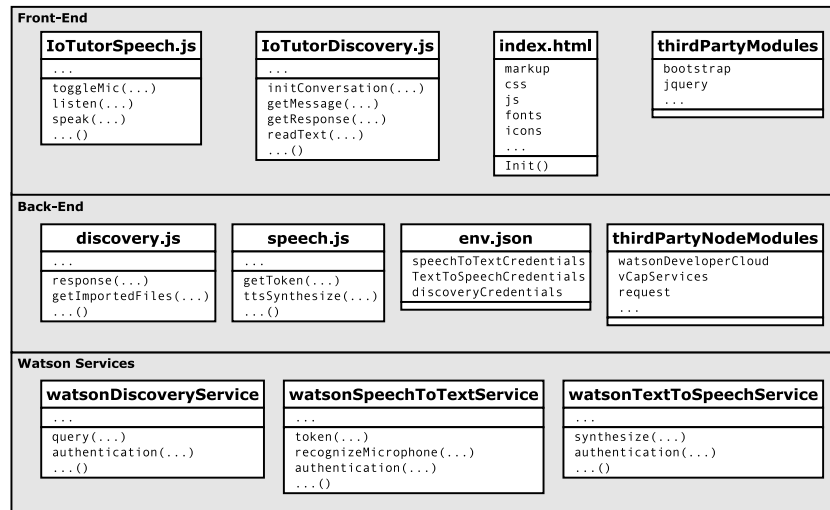 Front-End
IoTutorSpeech.js
...
toggleMic(...)
listen(...)
speak(...)
...()
IoTutorDiscovery.js
...
initConversation(...)
getMessage(...)
getResponse(...)
readText(...)
...()
index.html
markup
css
js
fonts
icons
...
Init()
thirdPartyModules
bootstrap
jquery
...
Back-End
discovery.js
...
response(...)
getImportedFiles(...)
...()
speech.js
...
getToken(...)
ttsSynthesize(...)
...()
env.json
speechToTextCredentials
TextToSpeechCredentials
discoveryCredentials
thirdPartyNodeModules
watsonDeveloperCloud
vCapServices
request
...
Watson Services
watsonDiscoveryService
...
query(...)
authentication(...)
...()
watsonSpeechToTextService
...
token(...)
recognizeMicrophone(...)
authentication(...)
...()
watsonTextToSpeechService
...
synthesize(...)
authentication(...)
...()